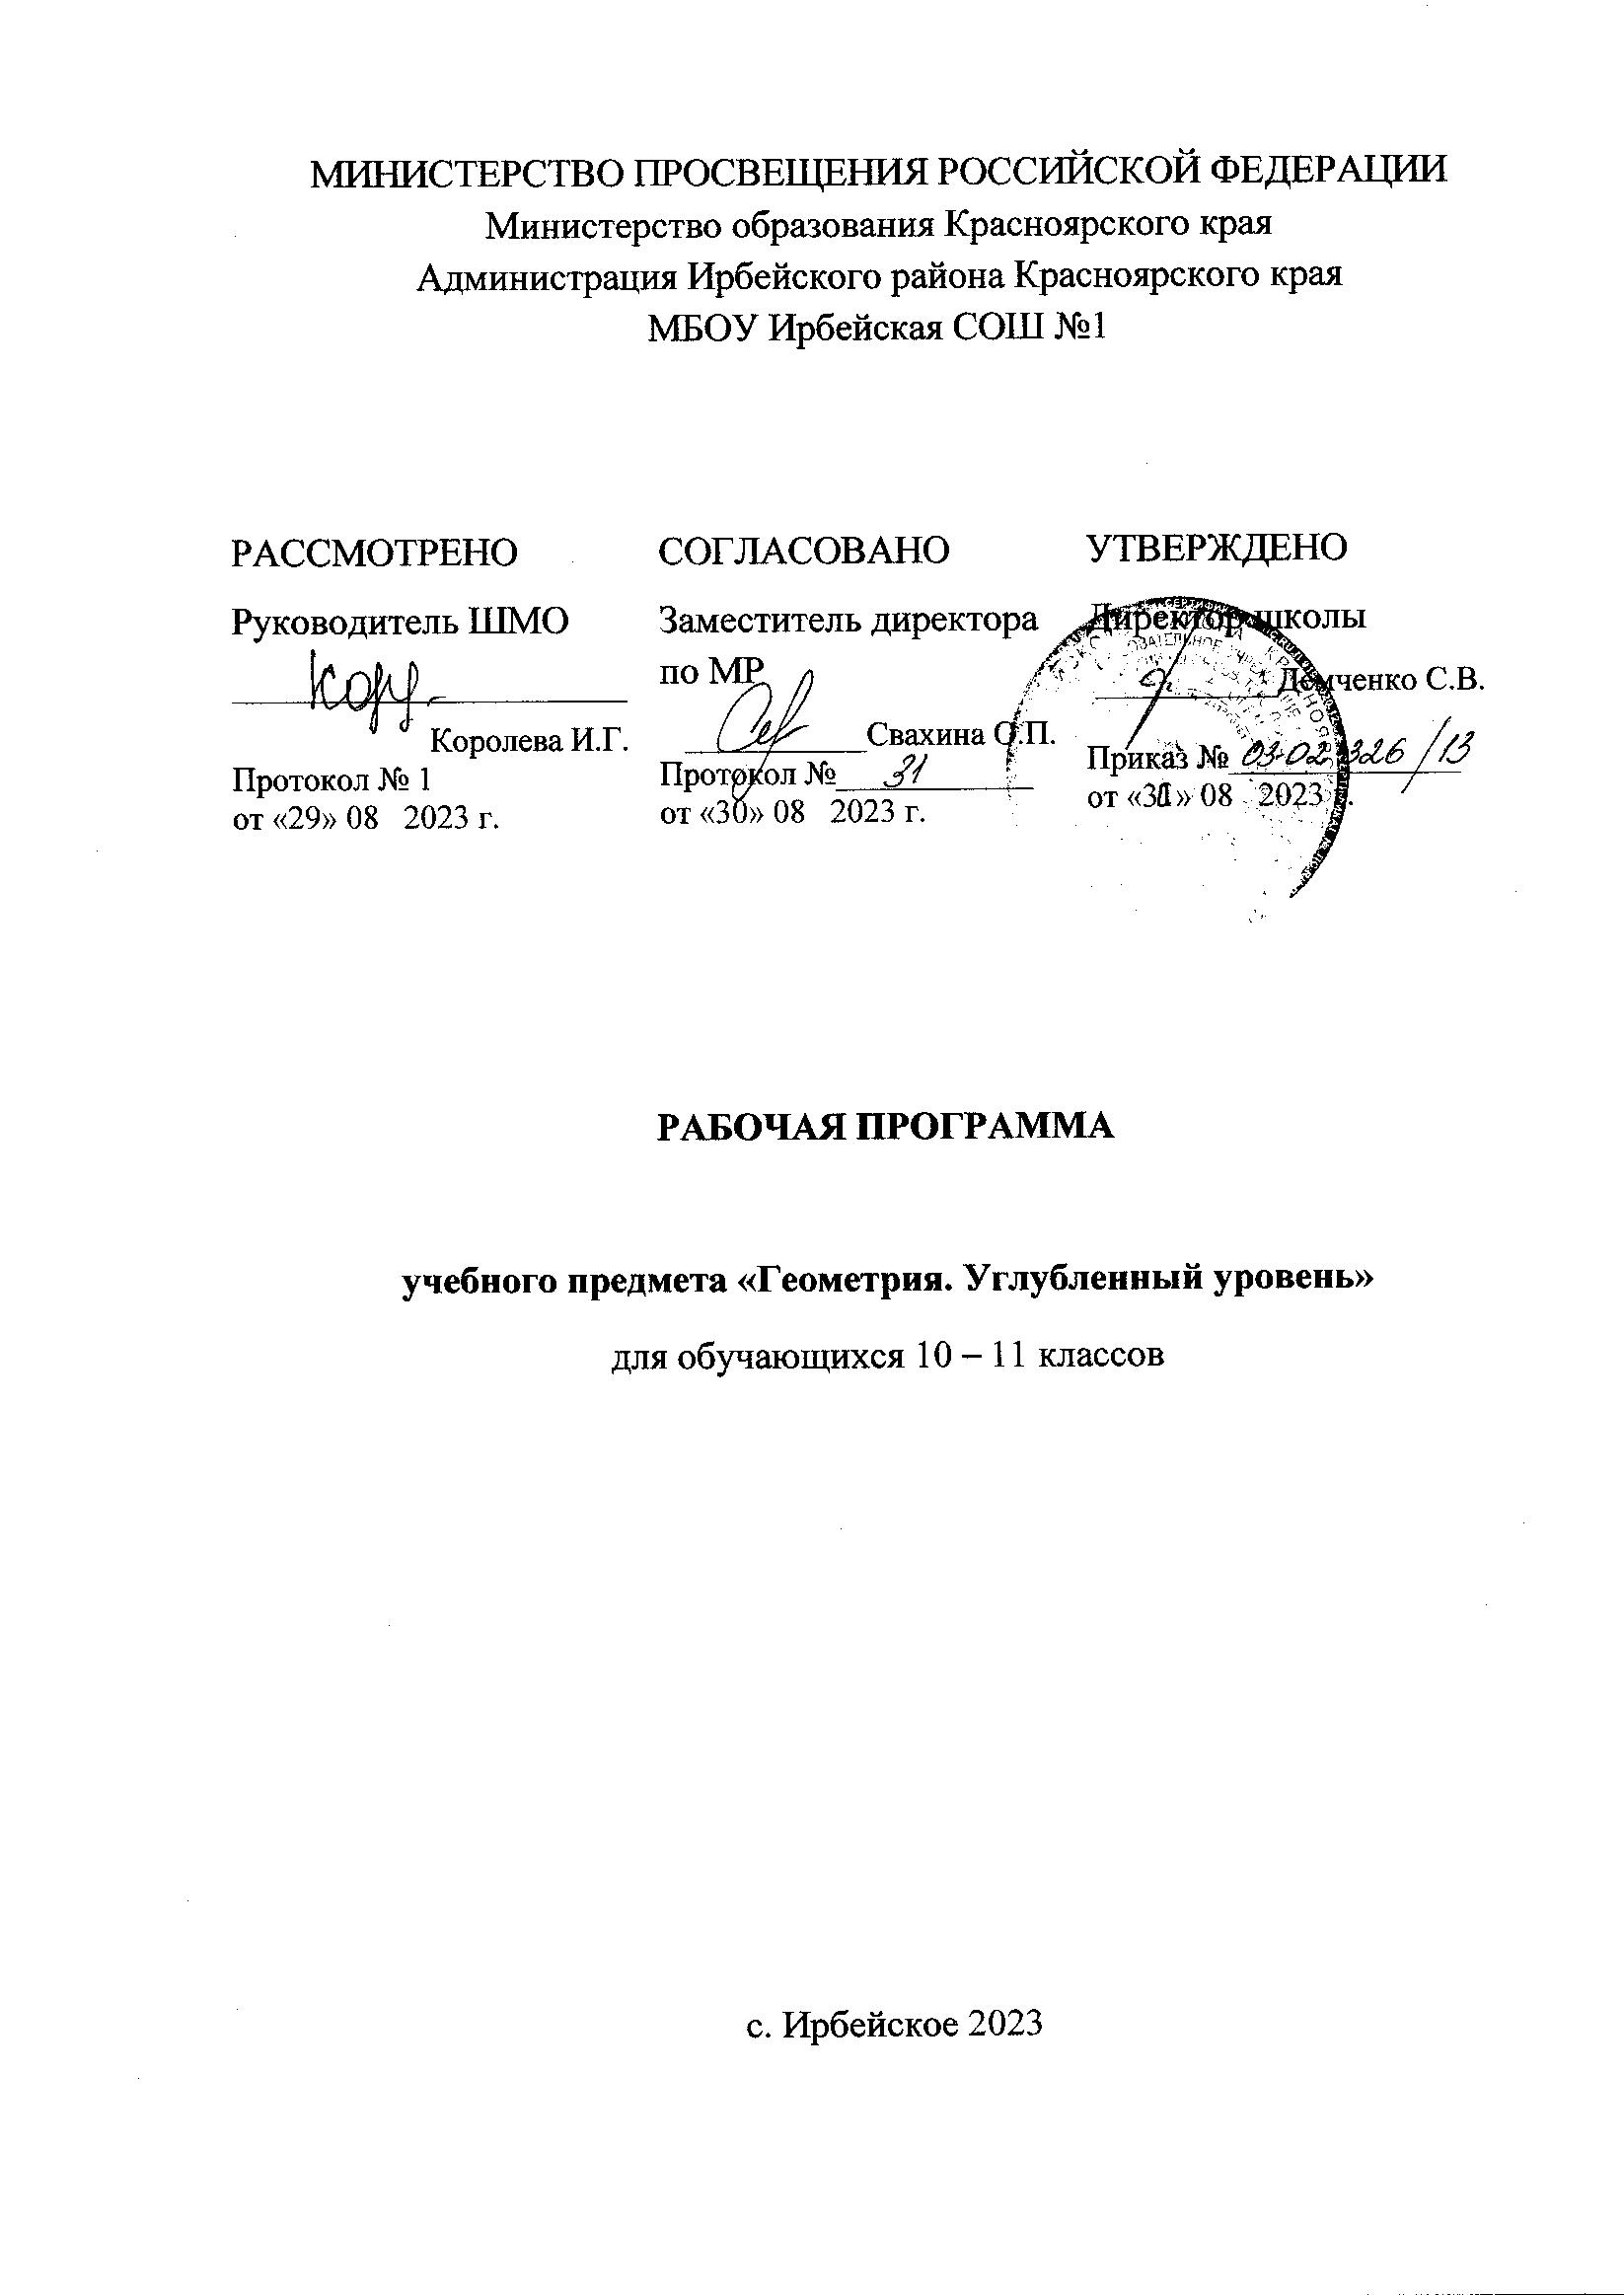 МИНИСТЕРСТВО ПРОСВЕЩЕНИЯ РОССИЙСКОЙ ФЕДЕРАЦИИ
Министерство образования Красноярского края
Администрация Ирбейского района Красноярского края
МБОУ Ирбейская СОШ №1
РАССМОТРЕНО
Руководитель ШМО
Королева И.Г.
Протокол № 1
от «29» 08 2023 г.
СОГЛАСОВАНО
Заместитель директора
по МР
Свахина О.П.
Протокол № 31
от «30» 08 2023 г.
УТВЕРЖДЕНО
Директор школы
Демченко С.В.
Приказ № 03-02-326/13
от «31» 08 2023 г.
РАБОЧАЯ ПРОГРАММА
учебного предмета «Геометрия. Углубленный уровень»
для обучающихся 10 – 11 классов
с. Ирбейское 2023